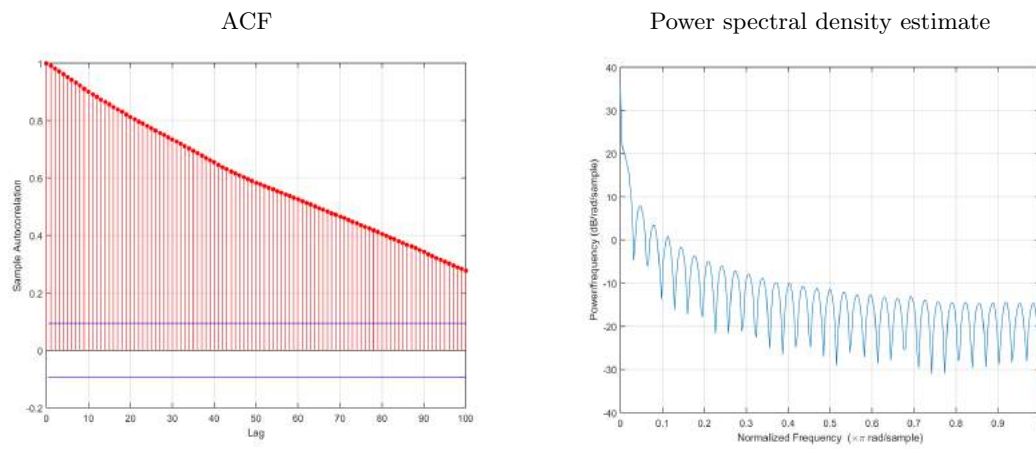 ACF
Power spectral density estimate
1
0.8
0.6
0.4
0.2
0
-0.2
0 10 20 30 40 50 60 70 80 90 100
Sample Autocorrelation
Lag
40
30
20
10
0
-10
-20
-30
-40
0 0.1 0.2 0.3 0.4 0.5 0.6 0.7 0.8 0.9
Power/frequency (dB/rad/sample)
Normalized Frequency (×π rad/sample)